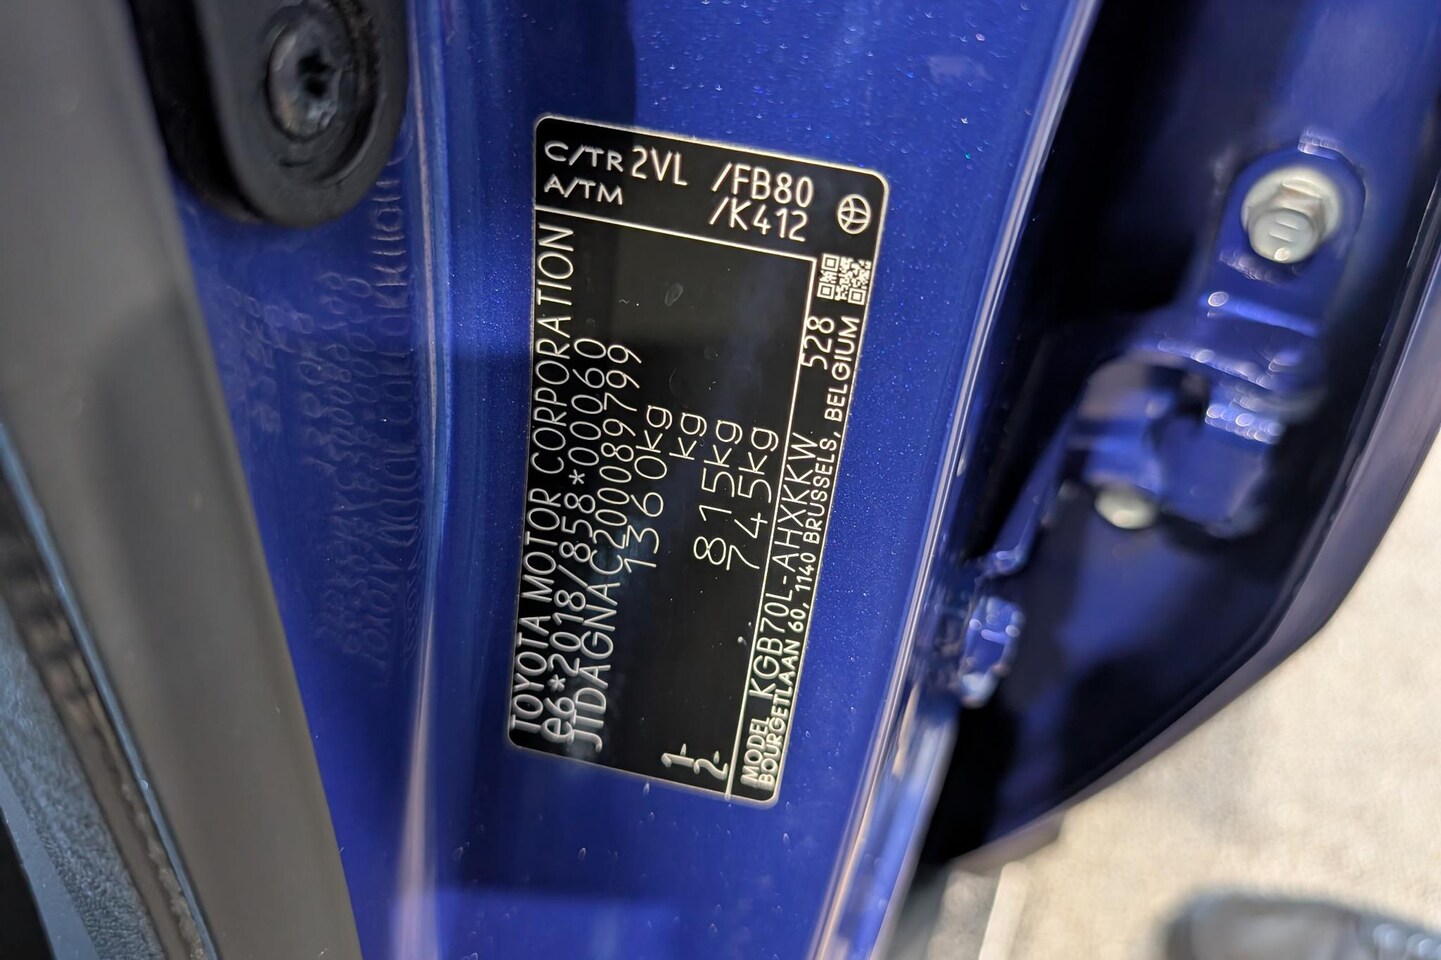 C/TR 2VL /FB80
A/TM /K412
TOYOTA MOTOR CORPORATION
e6*2018/858*00060
JTDAGNAC200089799
1360kg
kg
1- 815kg
2- 745kg
MODEL KGB70L-AHXKKW 528
BOURGETLAAN 60, 1140 BRUSSELS, BELGIUM